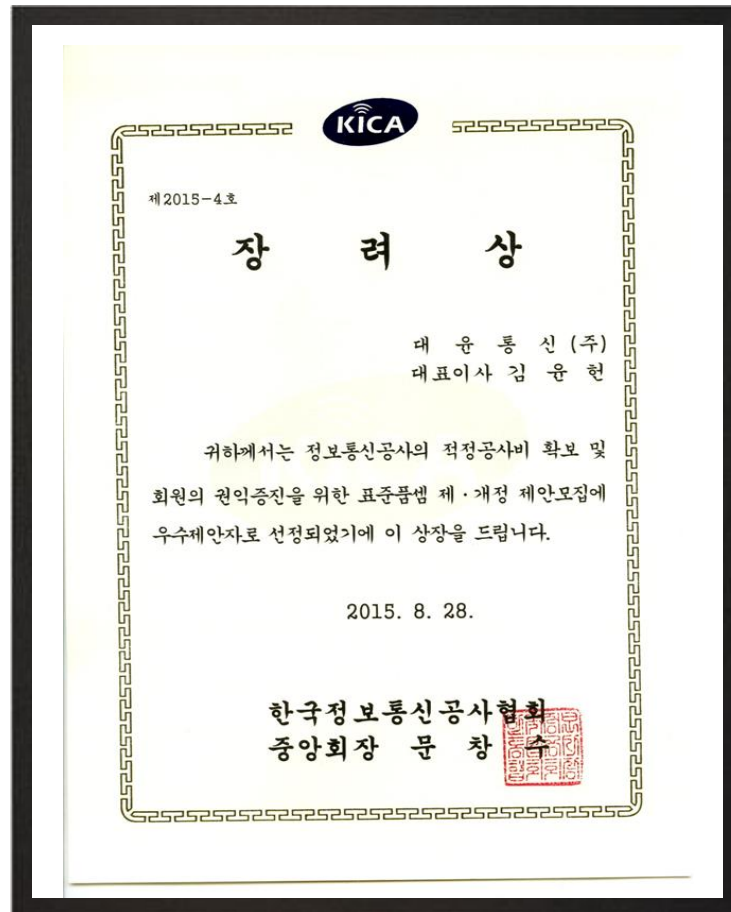 KICA
제2015-4호
장 려 상
대 윤 통 신 (주)
대표이사 김 윤 헌
귀하께서는 정보통신공사의 적정공사비 확보 및
회원의 권익증진을 위한 표준품셈 제·개정 제안모집에
우수제안자로 선정되었기에 이 상장을 드립니다.
2015. 8. 28.
한국정보통신공사협회
중앙회장 문 창 수